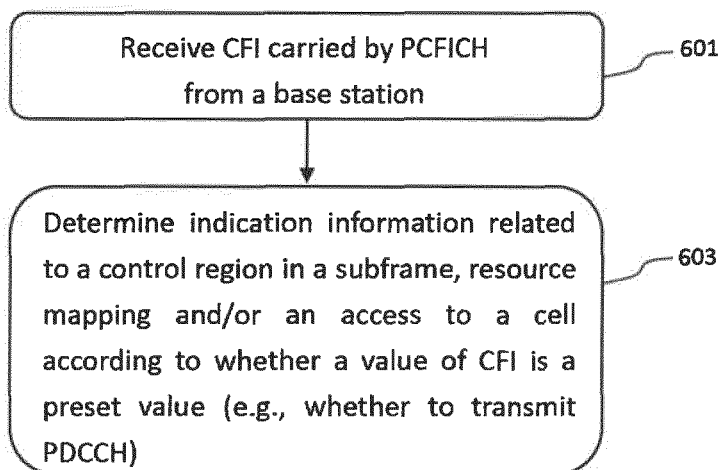 Receive CFI carried by PCFICH
from a base station
601
Determine indication information related
to a control region in a subframe, resource
mapping and/or an access to a cell
according to whether a value of CFI is a
preset value (e.g., whether to transmit
PDCCH)
603